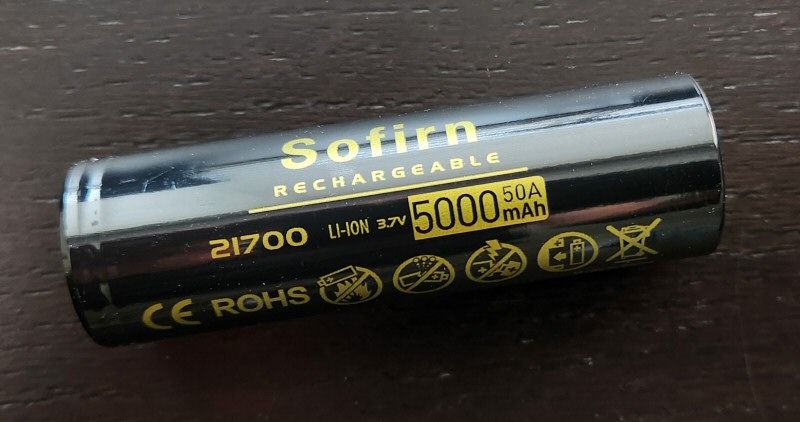 Sofirn
RECHARGEABLE
21700 LI-ION 3.7V 5000 50A mAh
CE ROHS